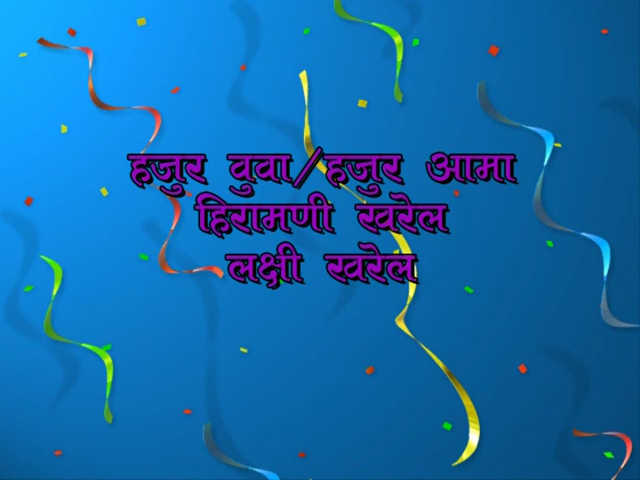 हजुर वुवा/हजुर आमा
हिरामणी खरेल
लक्षी खरेल